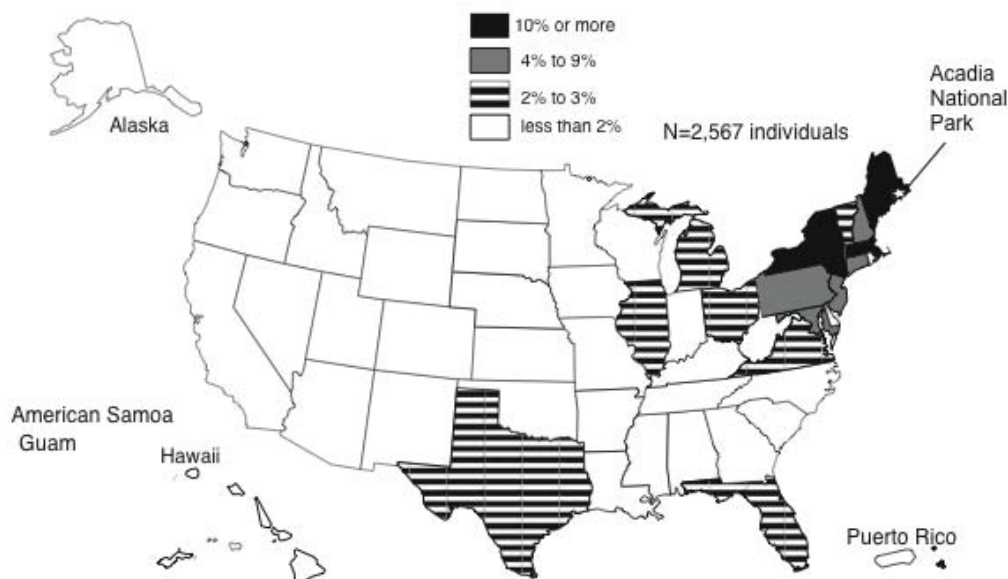 10% or more
4% to 9%
2% to 3%
less than 2%
N=2,567 individuals
Acadia
National
Park
Alaska
American Samoa
Guam
Hawaii
Puerto Rico